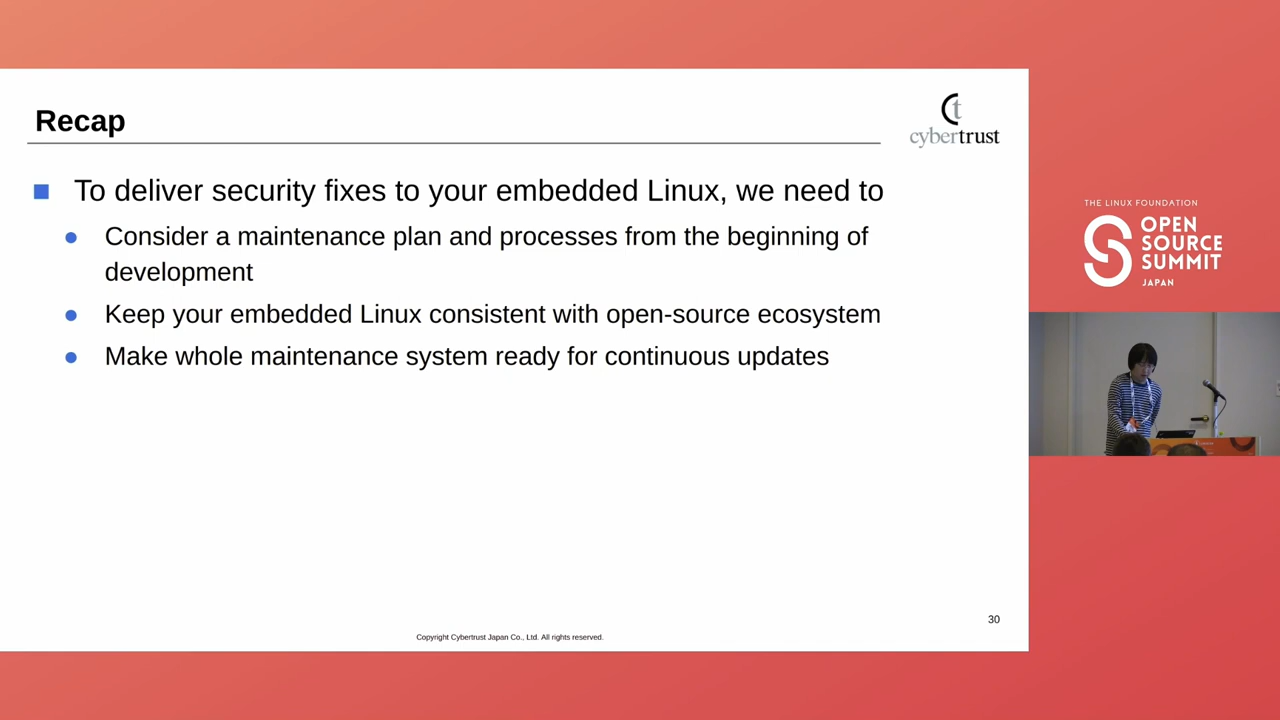 Recap
cybertrust
To deliver security fixes to your embedded Linux, we need to
Consider a maintenance plan and processes from the beginning of
development
Keep your embedded Linux consistent with open-source ecosystem
Make whole maintenance system ready for continuous updates
30
Copyright Cybertrust Japan Co., Ltd. All rights reserved.
THE LINUX FOUNDATION
OPEN
SOURCE
SUMMIT
JAPAN